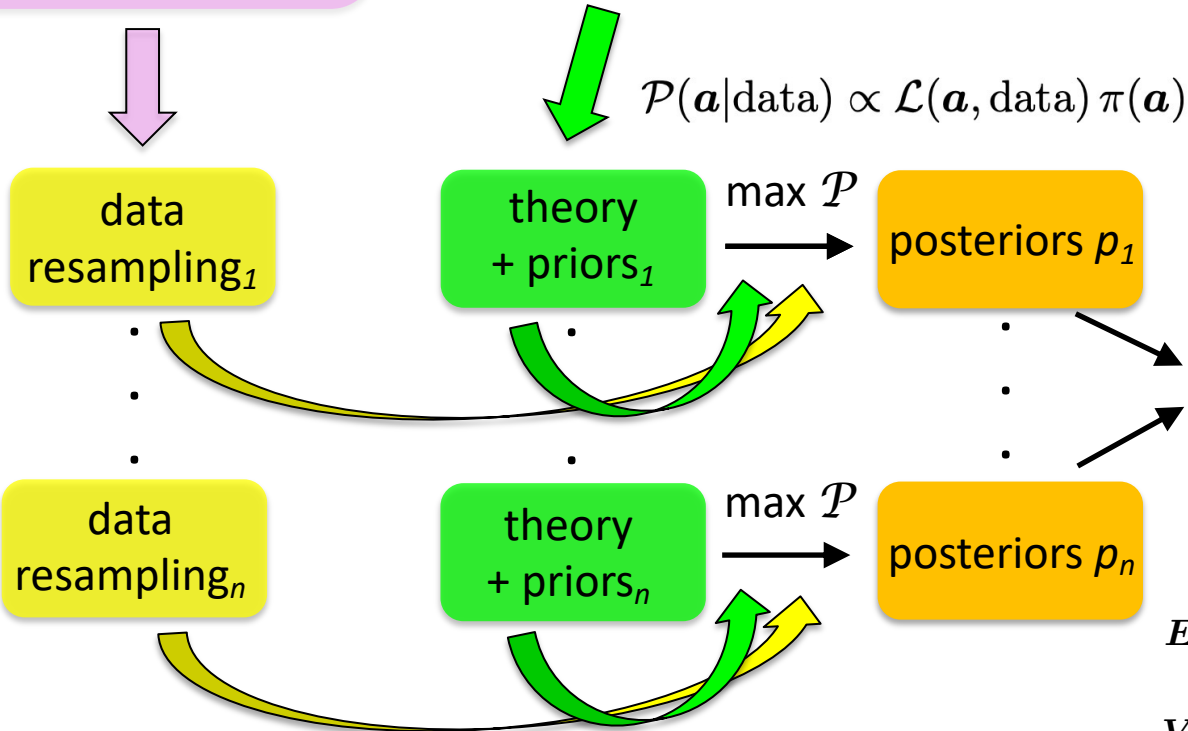 𝒫(𝒂|data) ∝ ℒ(𝒂, data) π(𝒂)
data
resampling₁
theory
+ priors₁
max 𝒫
posteriors p₁
data
resamplingₙ
theory
+ priorsₙ
max 𝒫
posteriors pₙ
E